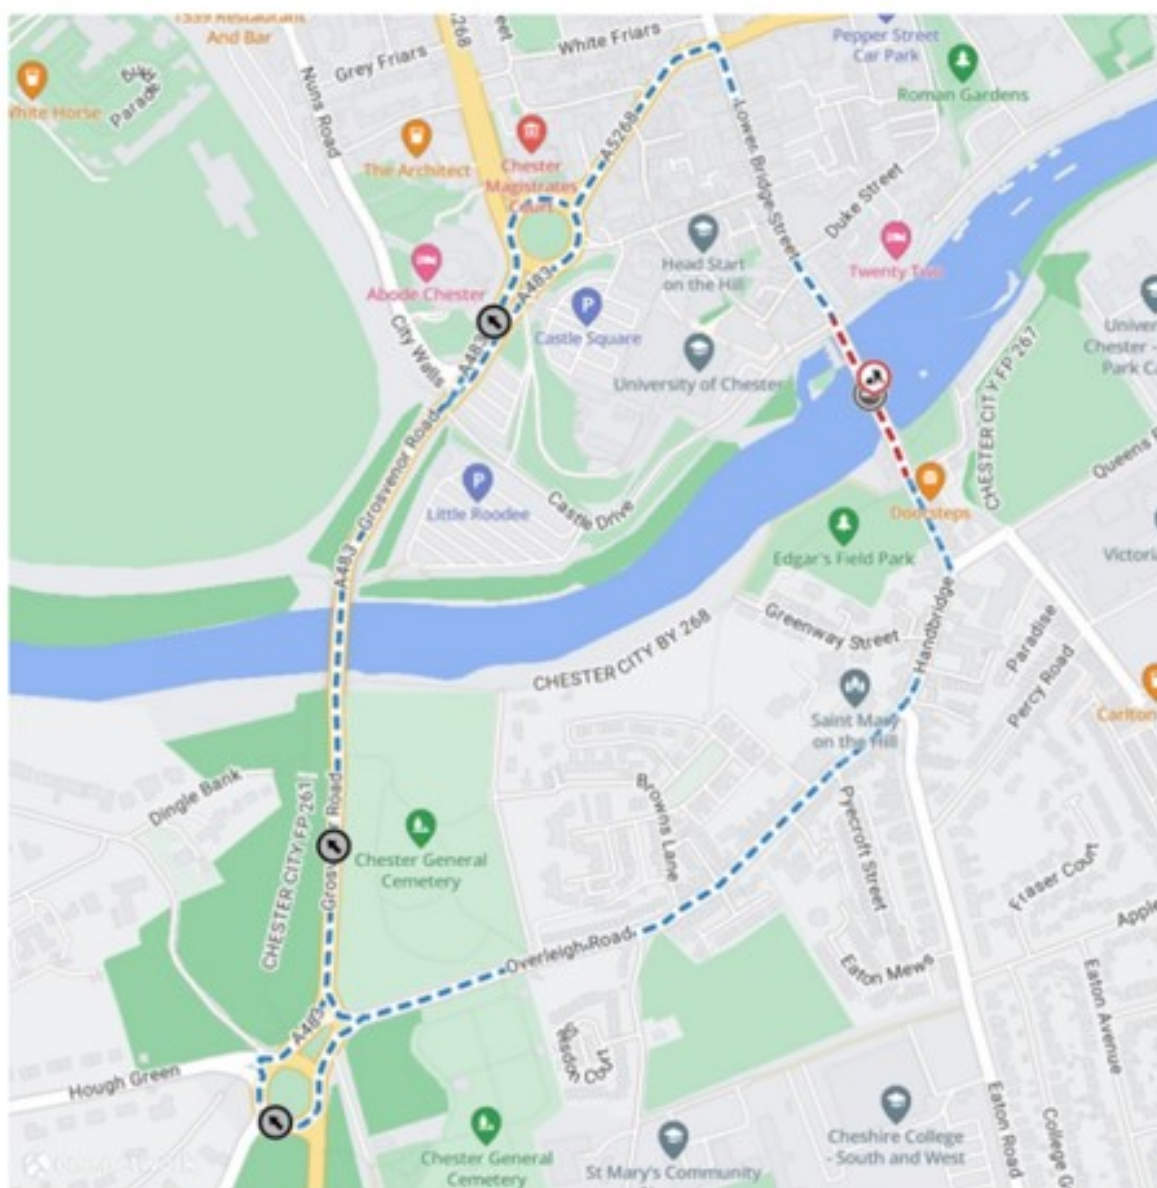 1539 Restaurant
And Bar
A5268
Street
White Friars
Grey Friars
Pepper Street
Car Park
Roman Gardens
White Horse
Nuns Road
The Architect
Chester
Magistrates
Court
A5268
Lower Bridge Street
Duke Street
Head Start
on the Hill
Twenty Two
Abode Chester
A483
Castle Square
City Walls
A483
University of Chester
CHESTER CITY FP 267
Queens
Grosvenor Road
Little Roodee
Castle Drive
Doorsteps
Edgar's Field Park
Victoria
A483
Handbridge
Greenway Street
Paradise
Percy Road
CHESTER CITY BY 268
Saint Mary
on the Hill
Carlton
Dingle Bank
CHESTER CITY FP 261
Grosvenor Road
Browns Lane
Pyecroft Street
Chester General
Cemetery
Fraser Court
Overleigh Road
Eaton Mews
Eaton Avenue
A483
Hough Green
Eaton Road
Cheshire College
- South and West
Chester General
Cemetery
St Mary's Community